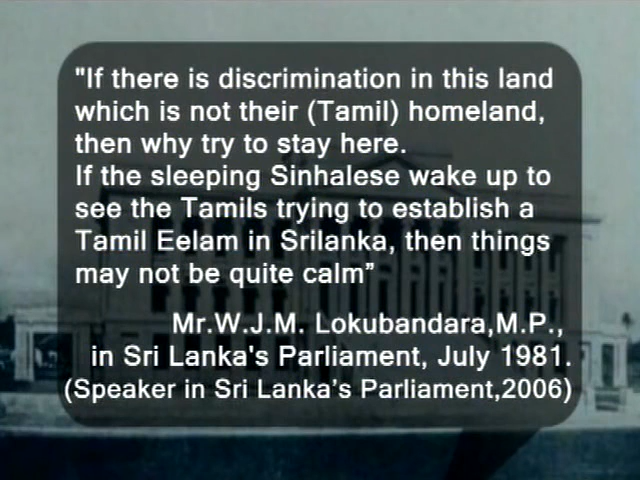 "If there is discrimination in this land
which is not their (Tamil) homeland,
then why try to stay here.
If the sleeping Sinhalese wake up to
see the Tamils trying to establish a
Tamil Eelam in Srilanka, then things
may not be quite calm”
Mr.W.J.M. Lokubandara,M.P.,
in Sri Lanka's Parliament, July 1981.
(Speaker in Sri Lanka's Parliament,2006)